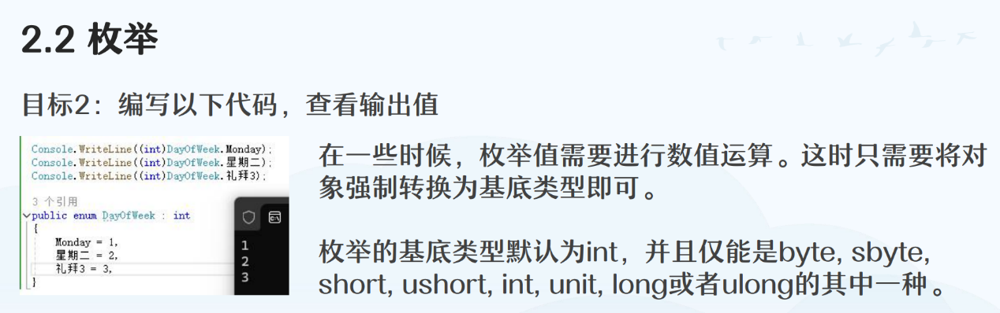 2.2 枚举
目标2：编写以下代码，查看输出值
Console.WriteLine((int)DayOfWeek.Monday);
Console.WriteLine((int)DayOfWeek.星期二);
Console.WriteLine((int)DayOfWeek.礼拜3);
3 个引用
public enum DayOfWeek : int
{
Monday = 1,
星期二 = 2,
礼拜3 = 3,
}
1
2
3
在一些时候，枚举值需要进行数值运算。这时只需要将对
象强制转换为基底类型即可。
枚举的基底类型默认为int，并且仅能是byte, sbyte,
short, ushort, int, unit, long或者ulong的其中一种。